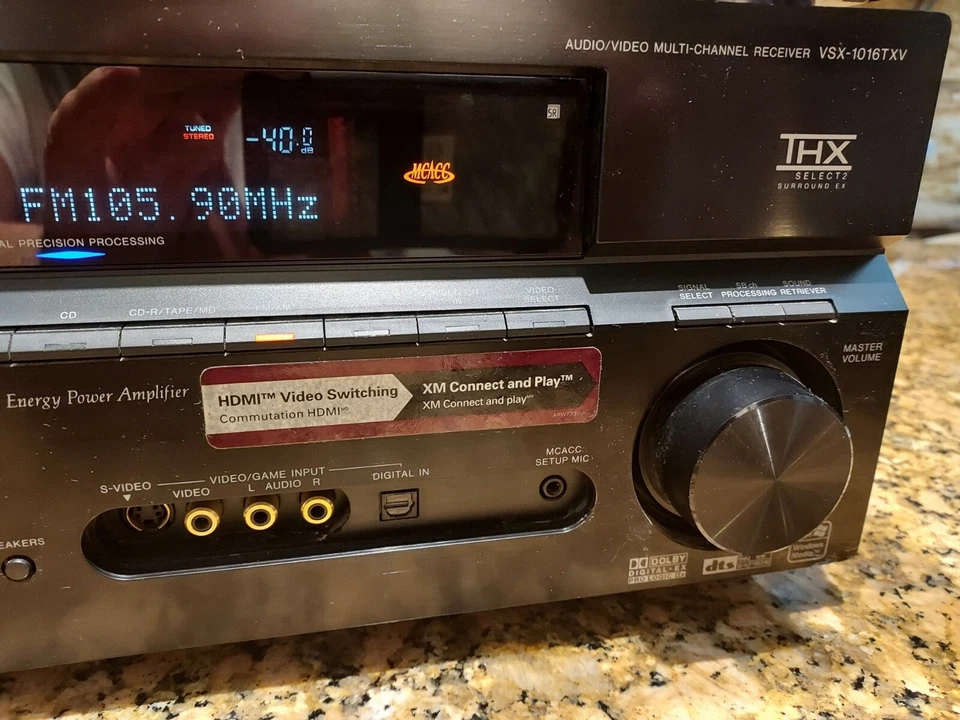 AUDIO/VIDEO MULTI-CHANNEL RECEIVER VSX-1016TXV
TUNED
STEREO
-40.0
dB
SR
MCACC
FM105.90MHz
THX
SELECT2
SURROUND EX
AL PRECISION PROCESSING
CD
CD-R/TAPE/MD
VIDEO
SELECT
SIGNAL
SELECT
SB ch
PROCESSING
SOUND
RETRIEVER
MASTER
VOLUME
Energy Power Amplifier
HDMI™ Video Switching
Commutation HDMI
XM Connect and Play™
XM Connect and play
S-VIDEO
VIDEO/GAME INPUT
VIDEO
L AUDIO R
DIGITAL IN
MCACC
SETUP MIC
EAKERS
DOLBY
DIGITAL·EX
PRO LOGIC IIx
dts